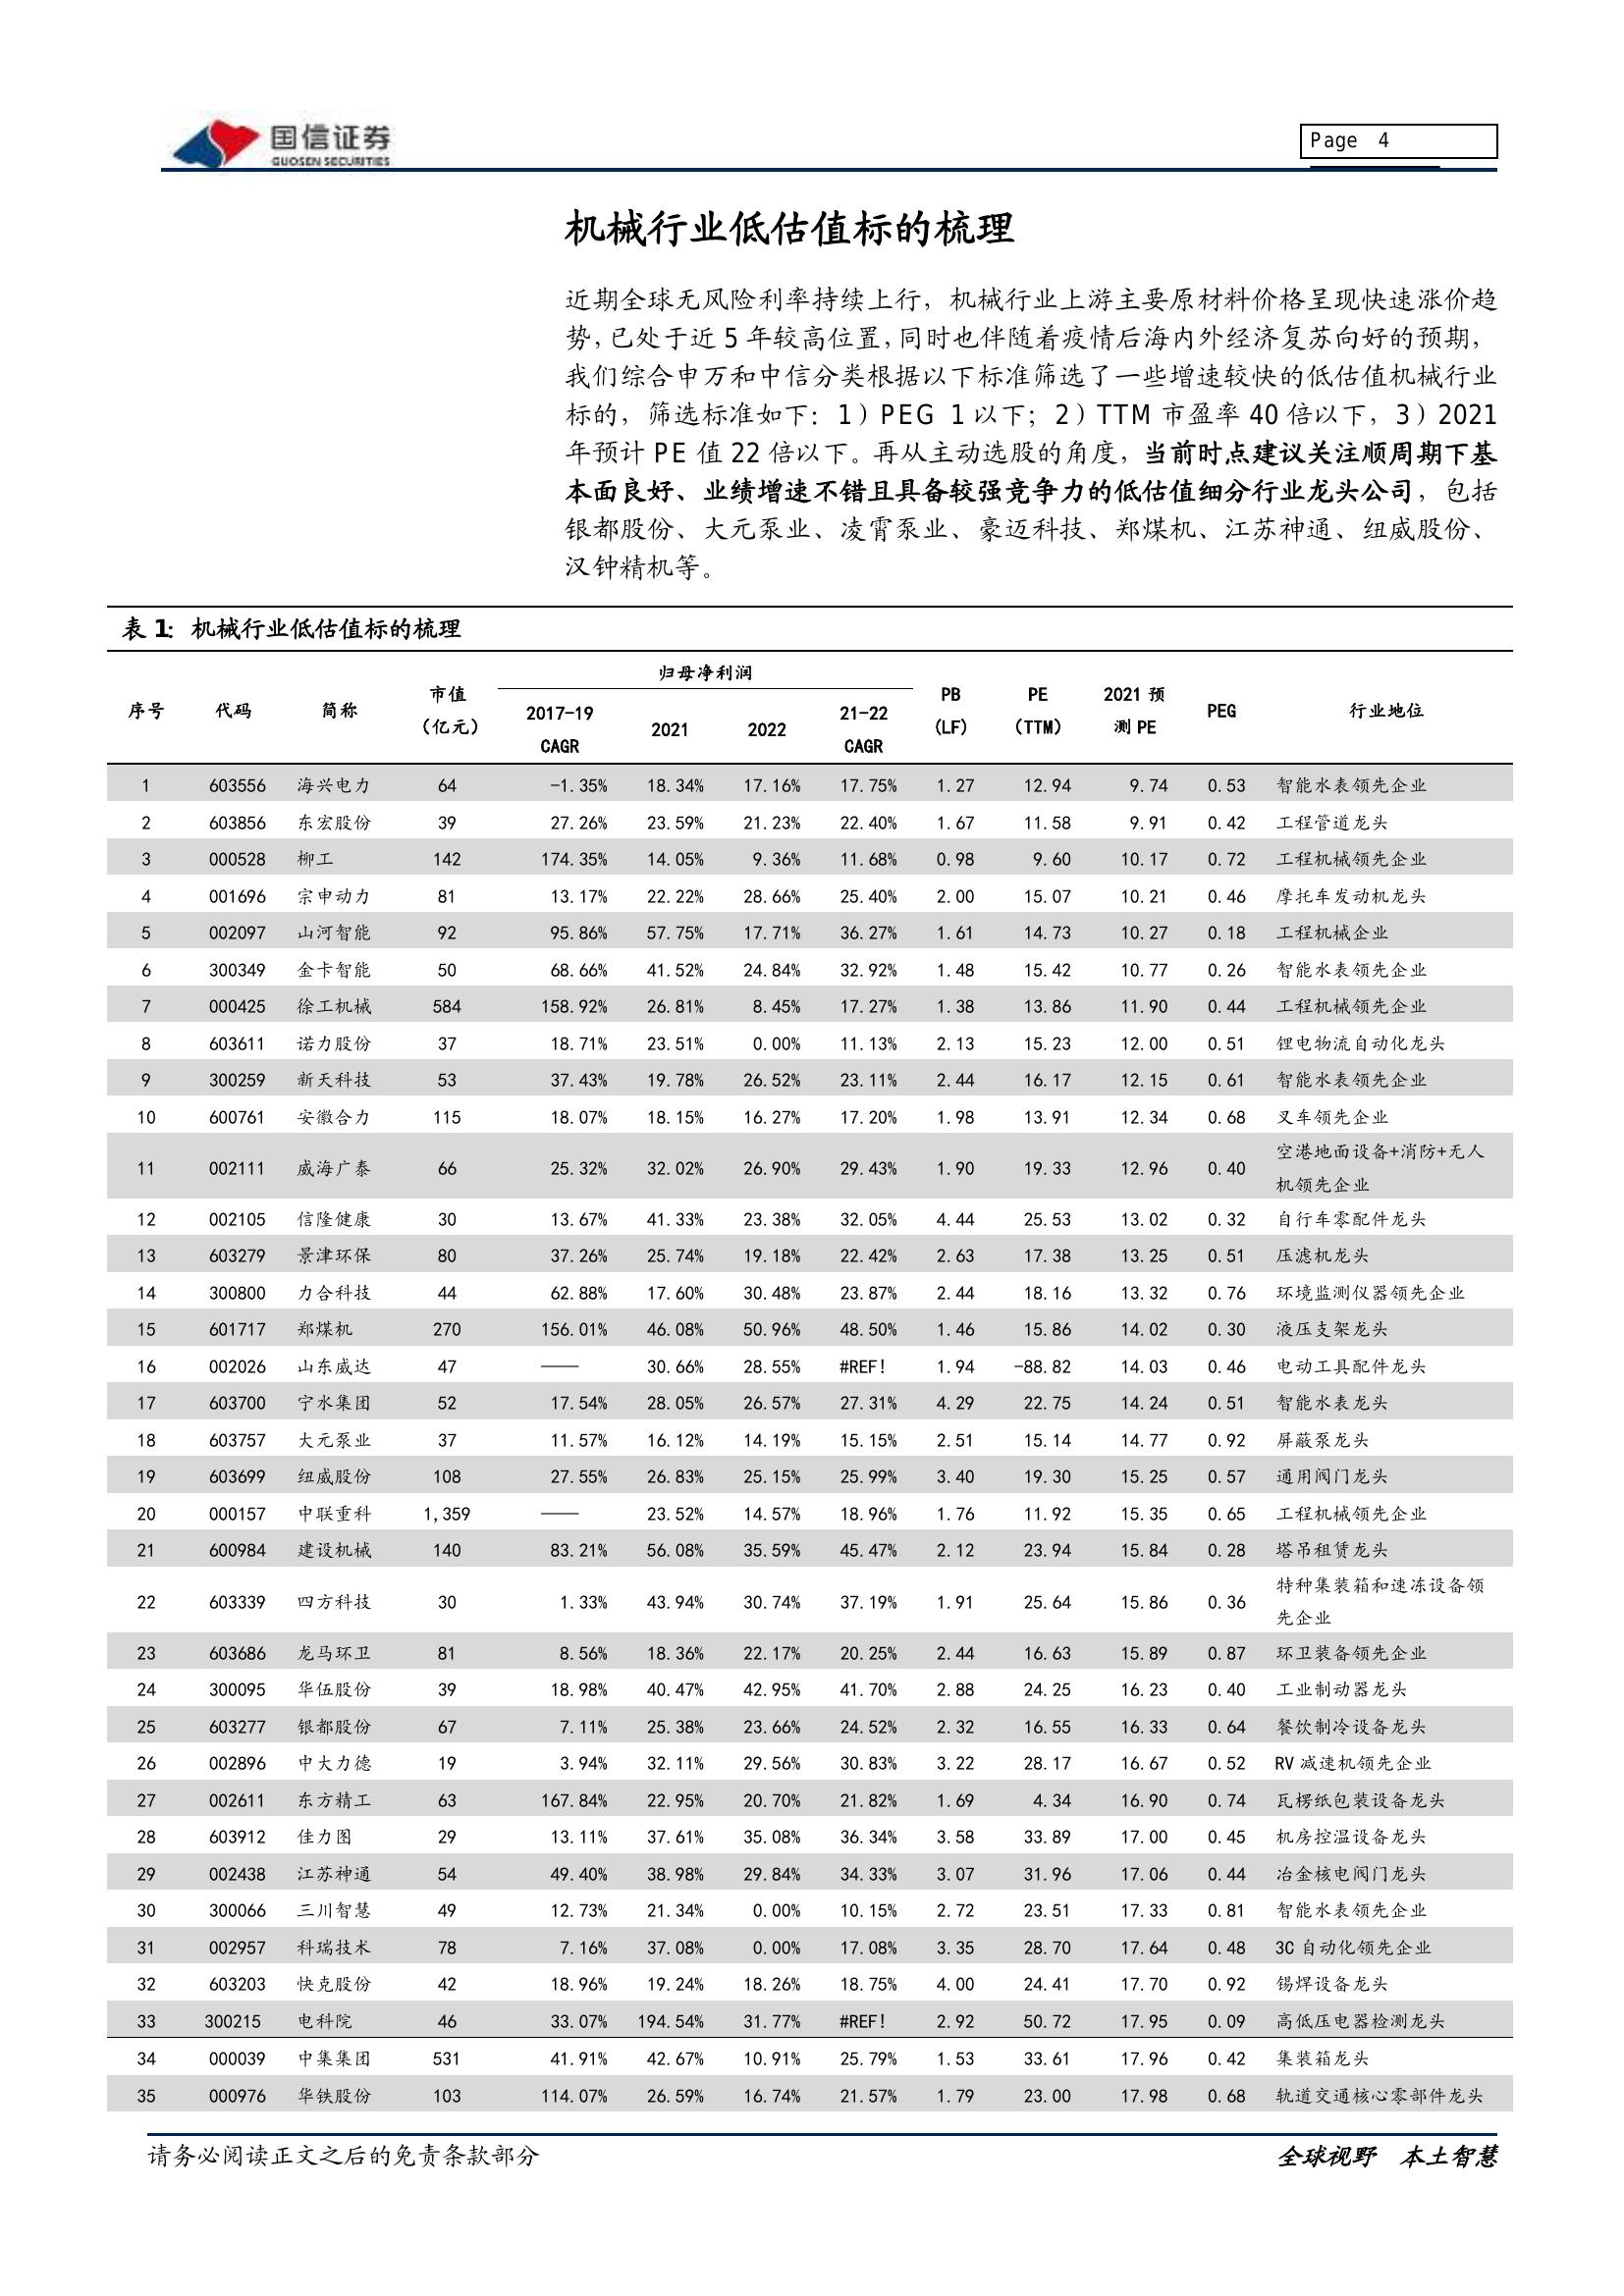 国信证券
GUOSEN SECURITIES
Page 4
机械行业低估值标的梳理
近期全球无风险利率持续上行，机械行业上游主要原材料价格呈现快速涨价趋
势，已处于近 5 年较高位置，同时也伴随着疫情后海内外经济复苏向好的预期，
我们综合申万和中信分类根据以下标准筛选了一些增速较快的低估值机械行业
标的，筛选标准如下：1）PEG 1 以下；2）TTM 市盈率 40 倍以下，3）2021
年预计 PE 值 22 倍以下。再从主动选股的角度，当前时点建议关注顺周期下基
本面良好、业绩增速不错且具备较强竞争力的低估值细分行业龙头公司，包括
银都股份、大元泵业、凌霄泵业、豪迈科技、郑煤机、江苏神通、纽威股份、
汉钟精机等。
表 1：机械行业低估值标的梳理
序号 代码 简称 市值（亿元） 归母净利润 2017-19 CAGR 2021 2022 21-22 CAGR PB (LF) PE (TTM) 2021 预测 PE PEG 行业地位
1 603556 海兴电力 64 -1.35% 18.34% 17.16% 17.75% 1.27 12.94 9.74 0.53 智能水表领先企业
2 603856 东宏股份 39 27.26% 23.59% 21.23% 22.40% 1.67 11.58 9.91 0.42 工程管道龙头
3 000528 柳工 142 174.35% 14.05% 9.36% 11.68% 0.98 9.60 10.17 0.72 工程机械领先企业
4 001696 宗申动力 81 13.17% 22.22% 28.66% 25.40% 2.00 15.07 10.21 0.46 摩托车发动机龙头
5 002097 山河智能 92 95.86% 57.75% 17.71% 36.27% 1.61 14.73 10.27 0.18 工程机械企业
6 300349 金卡智能 50 68.66% 41.52% 24.84% 32.92% 1.48 15.42 10.77 0.26 智能水表领先企业
7 000425 徐工机械 584 158.92% 26.81% 8.45% 17.27% 1.38 13.86 11.90 0.44 工程机械领先企业
8 603611 诺力股份 37 18.71% 23.51% 0.00% 11.13% 2.13 15.23 12.00 0.51 锂电物流自动化龙头
9 300259 新天科技 53 37.43% 19.78% 26.52% 23.11% 2.44 16.17 12.15 0.61 智能水表领先企业
10 600761 安徽合力 115 18.07% 18.15% 16.27% 17.20% 1.98 13.91 12.34 0.68 叉车领先企业
11 002111 威海广泰 66 25.32% 32.02% 26.90% 29.43% 1.90 19.33 12.96 0.40 空港地面设备+消防+无人
机领先企业
12 002105 信隆健康 30 13.67% 41.33% 23.38% 32.05% 4.44 25.53 13.02 0.32 自行车零配件龙头
13 603279 景津环保 80 37.26% 25.74% 19.18% 22.42% 2.63 17.38 13.25 0.51 压滤机龙头
14 300800 力合科技 44 62.88% 17.60% 30.48% 23.87% 2.44 18.16 13.32 0.76 环境监测仪器领先企业
15 601717 郑煤机 270 156.01% 46.08% 50.96% 48.50% 1.46 15.86 14.02 0.30 液压支架龙头
16 002026 山东威达 47 —— 30.66% 28.55% #REF! 1.94 -88.82 14.03 0.46 电动工具配件龙头
17 603700 宁水集团 52 17.54% 28.05% 26.57% 27.31% 4.29 22.75 14.24 0.51 智能水表龙头
18 603757 大元泵业 37 11.57% 16.12% 14.19% 15.15% 2.51 15.14 14.77 0.92 屏蔽泵龙头
19 603699 纽威股份 108 27.55% 26.83% 25.15% 25.99% 3.40 19.30 15.25 0.57 通用阀门龙头
20 000157 中联重科 1,359 —— 23.52% 14.57% 18.96% 1.76 11.92 15.35 0.65 工程机械领先企业
21 600984 建设机械 140 83.21% 56.08% 35.59% 45.47% 2.12 23.94 15.84 0.28 塔吊租赁龙头
22 603339 四方科技 30 1.33% 43.94% 30.74% 37.19% 1.91 25.64 15.86 0.36 特种集装箱和速冻设备领
先企业
23 603686 龙马环卫 81 8.56% 18.36% 22.17% 20.25% 2.44 16.63 15.89 0.87 环卫装备领先企业
24 300095 华伍股份 39 18.98% 40.47% 42.95% 41.70% 2.88 24.25 16.23 0.40 工业制动器龙头
25 603277 银都股份 67 7.11% 25.38% 23.66% 24.52% 2.32 16.55 16.33 0.64 餐饮制冷设备龙头
26 002896 中大力德 19 3.94% 32.11% 29.56% 30.83% 3.22 28.17 16.67 0.52 RV 减速机领先企业
27 002611 东方精工 63 167.84% 22.95% 20.70% 21.82% 1.69 4.34 16.90 0.74 瓦楞纸包装设备龙头
28 603912 佳力图 29 13.11% 37.61% 35.08% 36.34% 3.58 33.89 17.00 0.45 机房控温设备龙头
29 002438 江苏神通 54 49.40% 38.98% 29.84% 34.33% 3.07 31.96 17.06 0.44 冶金核电阀门龙头
30 300066 三川智慧 49 12.73% 21.34% 0.00% 10.15% 2.72 23.51 17.33 0.81 智能水表领先企业
31 002957 科瑞技术 78 7.16% 37.08% 0.00% 17.08% 3.35 28.70 17.64 0.48 3C 自动化领先企业
32 603203 快克股份 42 18.96% 19.24% 18.26% 18.75% 4.00 24.41 17.70 0.92 锡焊设备龙头
33 300215 电科院 46 33.07% 194.54% 31.77% #REF! 2.92 50.72 17.95 0.09 高低压电器检测龙头
34 000039 中集集团 531 41.91% 42.67% 10.91% 25.79% 1.53 33.61 17.96 0.42 集装箱龙头
35 000976 华铁股份 103 114.07% 26.59% 16.74% 21.57% 1.79 23.00 17.98 0.68 轨道交通核心零部件龙头
请务必阅读正文之后的免责条款部分
全球视野 本土智慧